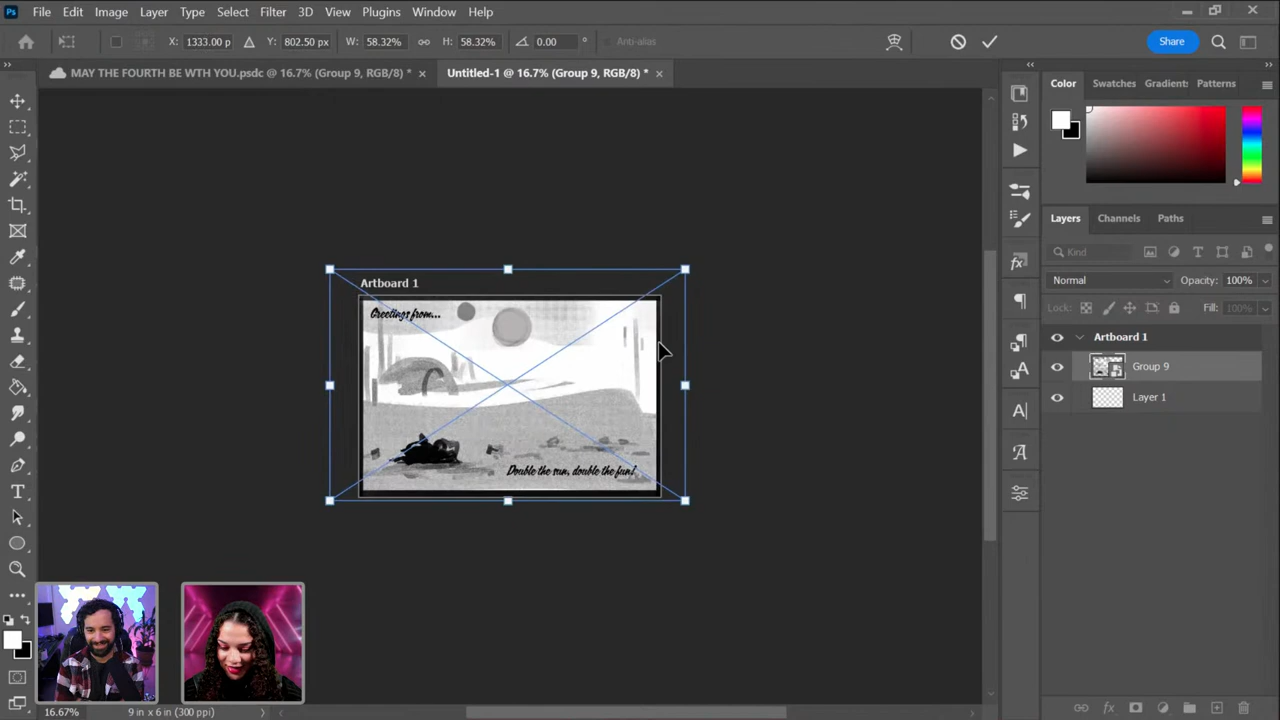 Ps File Edit Image Layer Type Select Filter 3D View Plugins Window Help
X: 1333.00 p Y: 802.50 px W: 58.32% H: 58.32% 0.00 ° Anti-alias Share
MAY THE FOURTH BE WTH YOU.psdc @ 16.7% (Group 9, RGB/8) * × Untitled-1 @ 16.7% (Group 9, RGB/8) * ×
Color Swatches Gradient: Patterns
Artboard 1
Greetings from...
Double the sun, double the fun!
Layers Channels Paths
Kind
Normal Opacity: 100%
Lock: Fill: 100%
Artboard 1
Group 9
Layer 1
16.67% 9 in x 6 in (300 ppi)